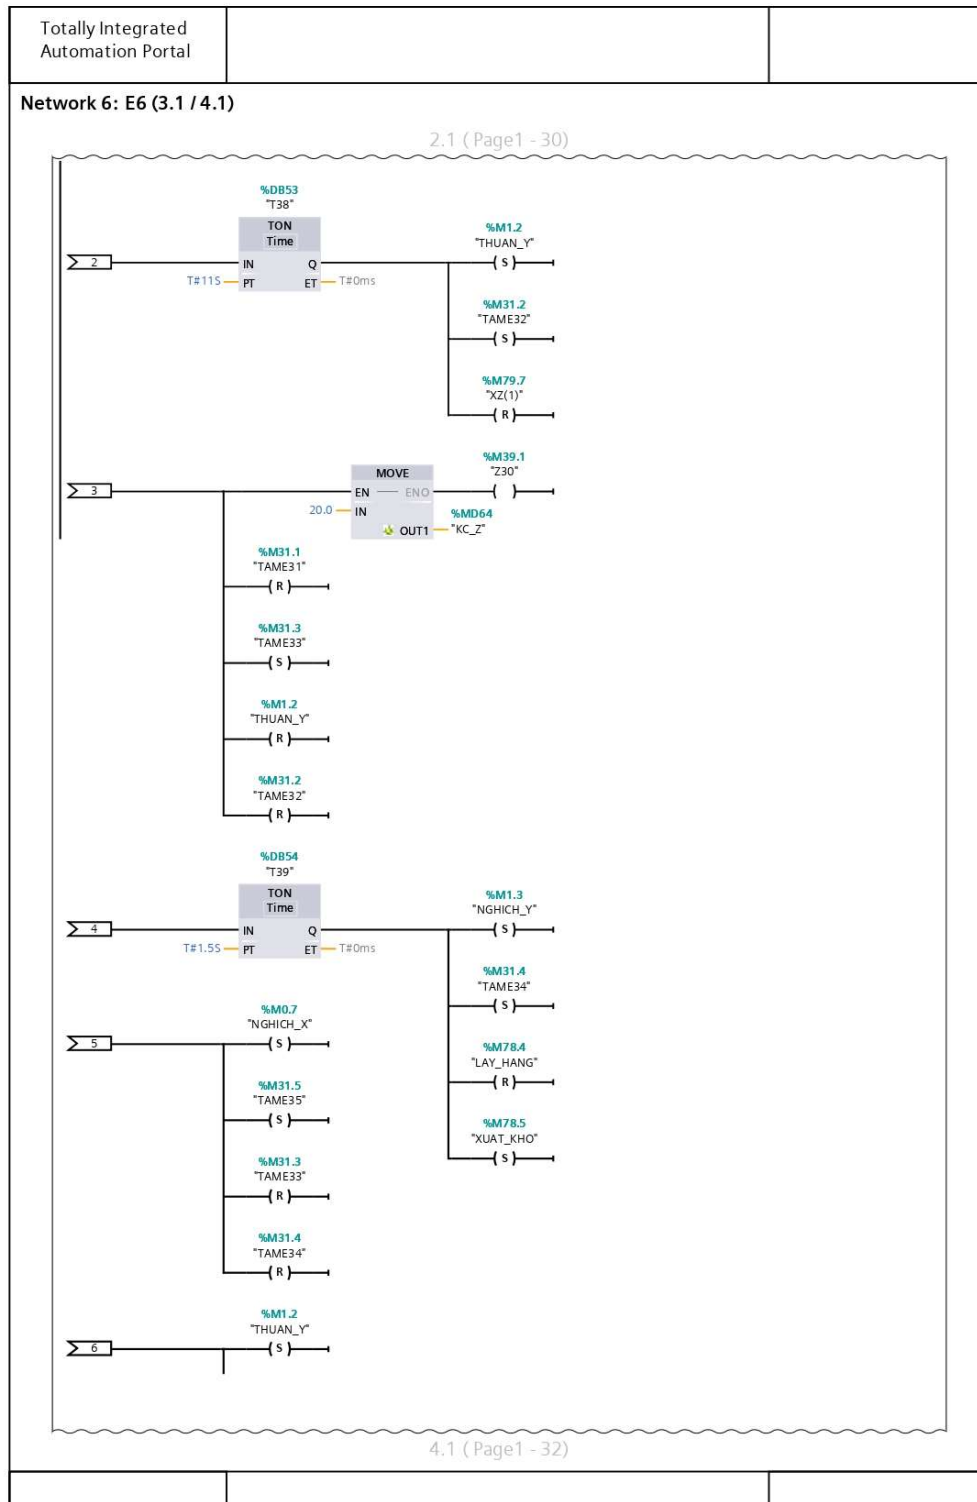 Totally Integrated
Automation Portal
Network 6: E6 (3.1 / 4.1)
2.1 ( Page1 - 30)
%DB53
"T38"
TON
Time
%M1.2
"THUAN_Y"
2
IN
Q
( S )
T#11S
PT
ET
T#0ms
%M31.2
"TAME32"
( S )
%M79.7
"XZ(1)"
( R )
%M39.1
"Z30"
MOVE
3
EN
ENO
( )
20.0
IN
%MD64
OUT1
"KC_Z"
%M31.1
"TAME31"
( R )
%M31.3
"TAME33"
( S )
%M1.2
"THUAN_Y"
( R )
%M31.2
"TAME32"
( R )
%DB54
"T39"
TON
Time
%M1.3
"NGHICH_Y"
4
IN
Q
( S )
T#1.5S
PT
ET
T#0ms
%M31.4
"TAME34"
( S )
%M0.7
"NGHICH_X"
5
( S )
%M78.4
"LAY_HANG"
( R )
%M31.5
"TAME35"
( S )
%M78.5
"XUAT_KHO"
( S )
%M31.3
"TAME33"
( R )
%M31.4
"TAME34"
( R )
%M1.2
"THUAN_Y"
6
( S )
4.1 ( Page1 - 32)